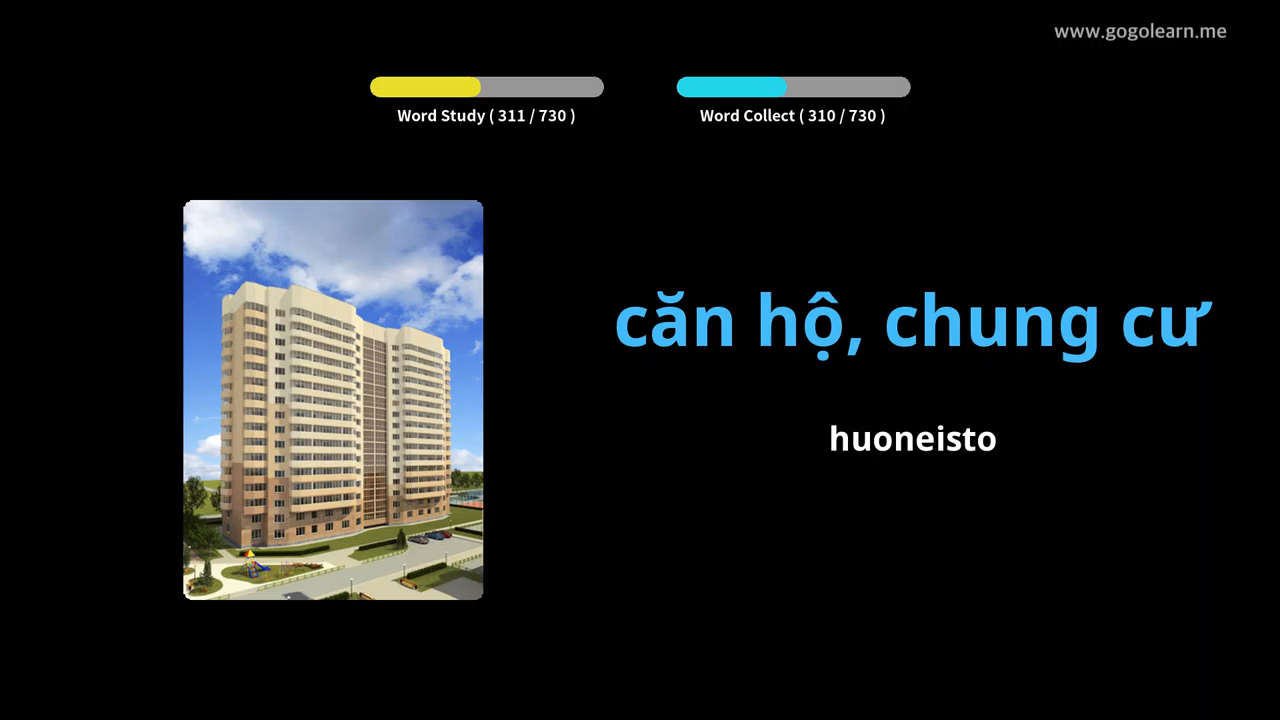 www.gogolearn.me
Word Study ( 311 / 730 )
Word Collect ( 310 / 730 )
căn hộ, chung cư
huoneisto